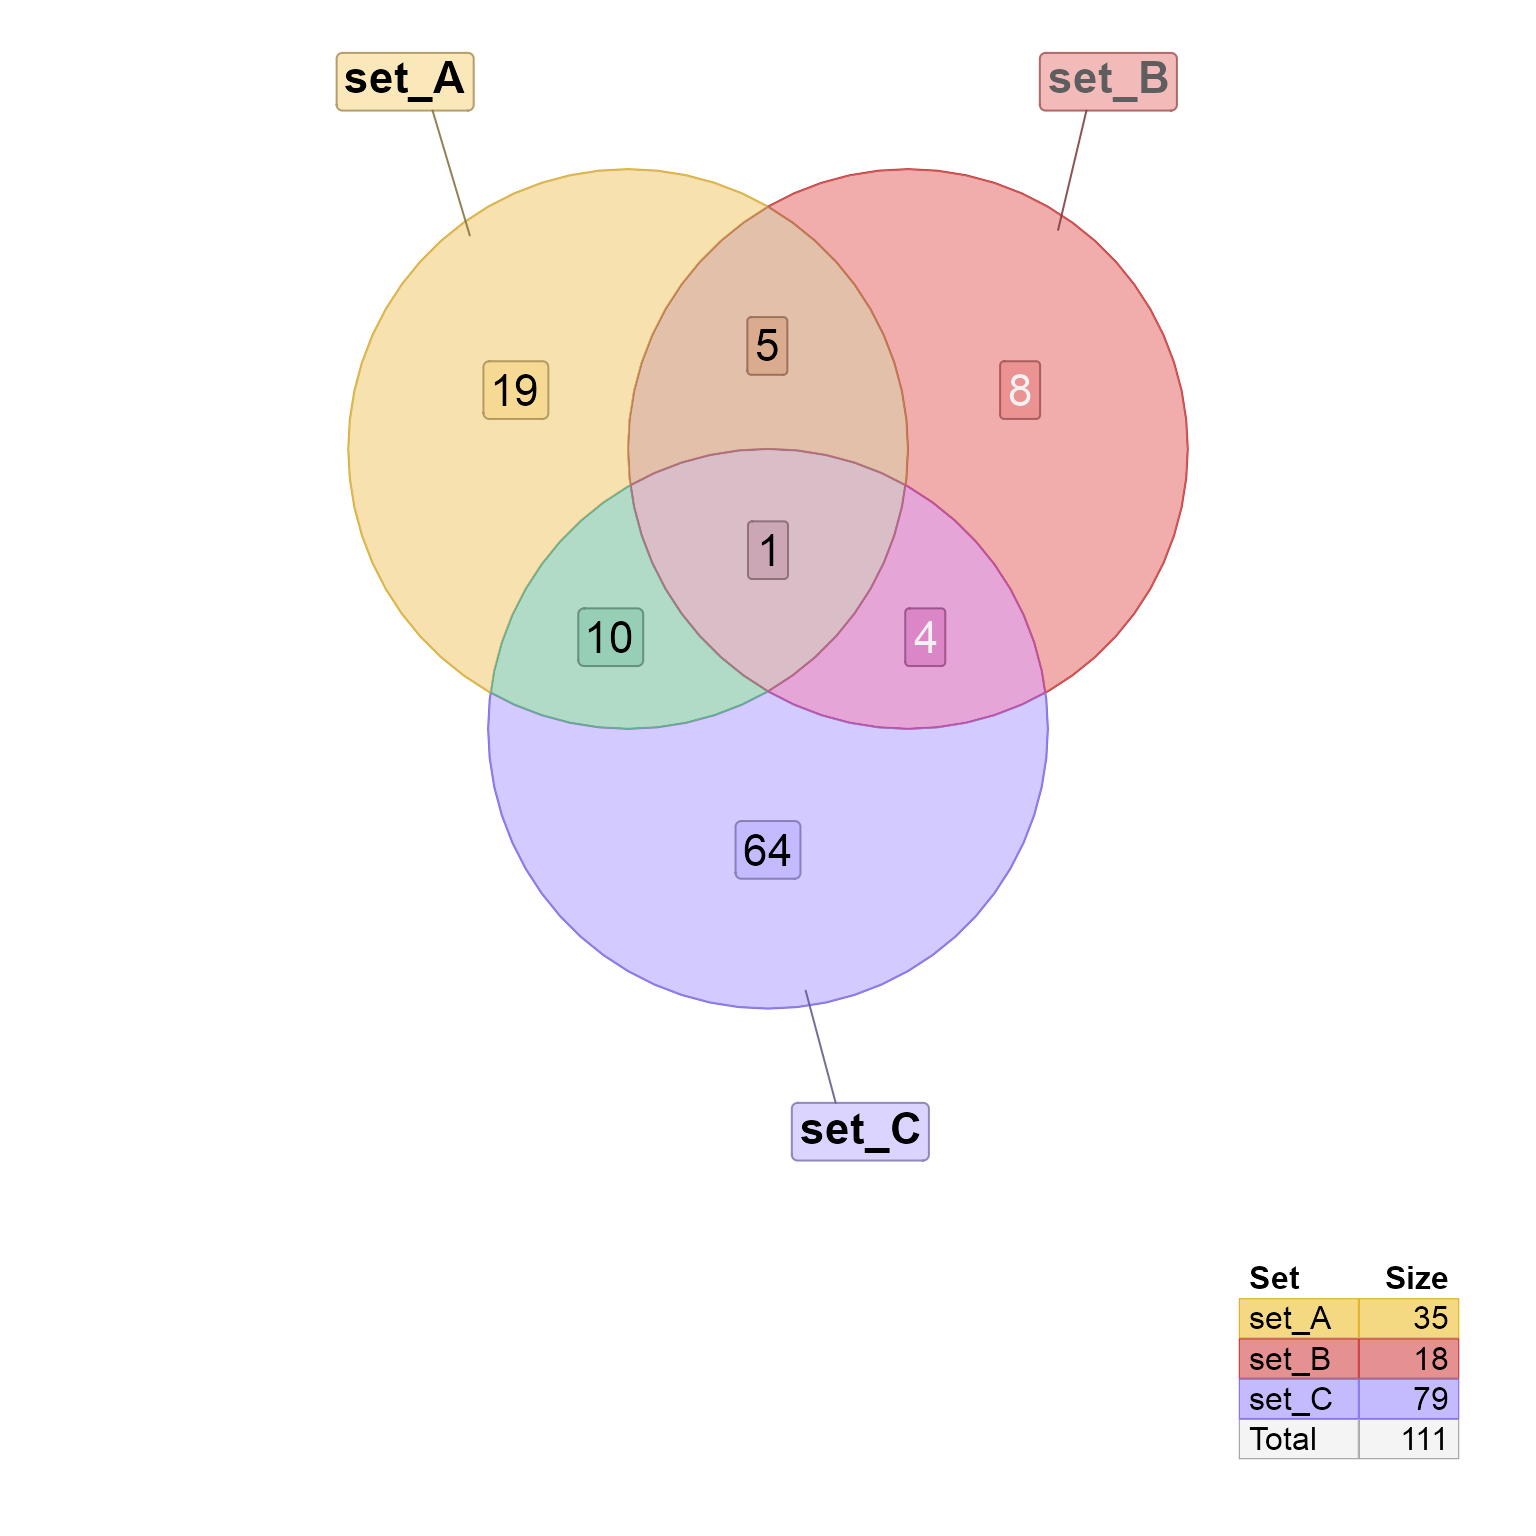 set_A
set_B
5
19
8
1
10
4
64
set_C
Set Size
set_A 35
set_B 18
set_C 79
Total 111